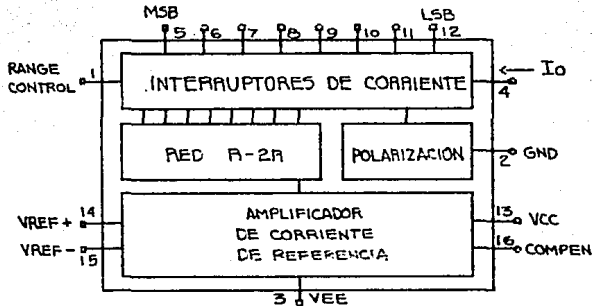 MSB LSB
5 6 7 8 9 10 11 12
RANGE CONTROL 1
INTERRUPTORES DE CORRIENTE
Io
4
RED R-2R
POLARIZACIÓN
2 GND
VREF+ 14
VREF- 15
AMPLIFICADOR
DE CORRIENTE
DE REFERENCIA
13 VCC
16 COMPEN
3 VEE